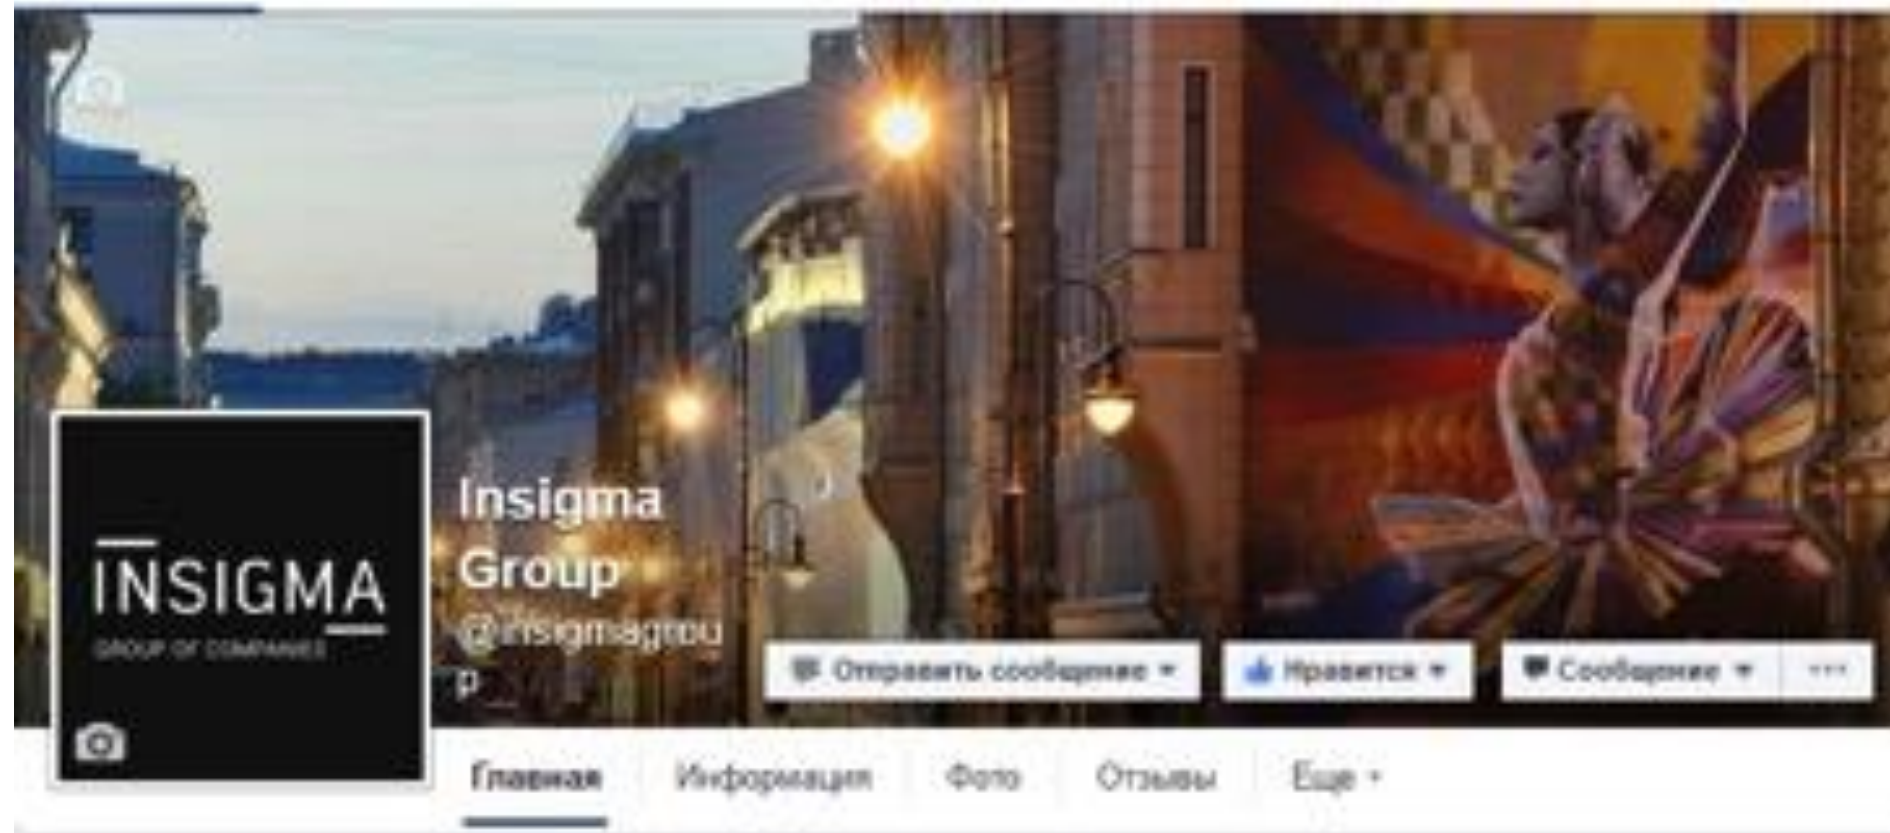 INSIGMA
GROUP OF COMPANIES
Insigma
Group
@insigmagrou
p
Отправить сообщение
Нравится
Сообщение
Главная
Информация
Фото
Отзывы
Еще